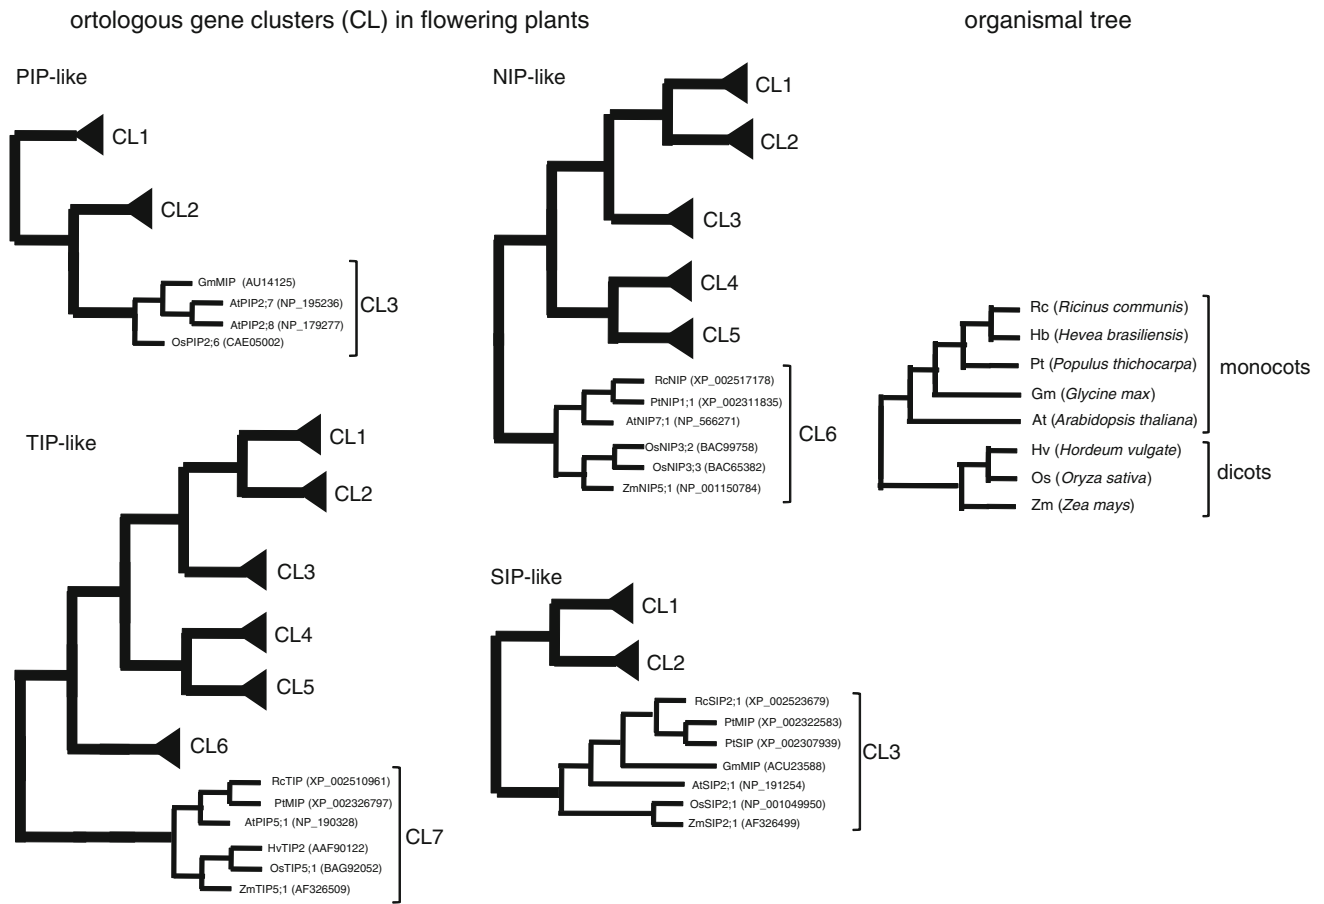 ortologous gene clusters (CL) in flowering plants
organismal tree
PIP-like
CL1
CL2
GmMIP (AU14125)
AtPIP2;7 (NP_195236)
AtPIP2;8 (NP_179277)
OsPIP2;6 (CAE05002)
CL3
TIP-like
CL1
CL2
CL3
CL4
CL5
CL6
RcTIP (XP_002510961)
PtMIP (XP_002326797)
AtPIP5;1 (NP_190328)
HvTIP2 (AAF90122)
OsTIP5;1 (BAG92052)
ZmTIP5;1 (AF326509)
CL7
NIP-like
CL1
CL2
CL3
CL4
CL5
RcNIP (XP_002517178)
PtNIP1;1 (XP_002311835)
AtNIP7;1 (NP_566271)
OsNIP3;2 (BAC99758)
OsNIP3;3 (BAC65382)
ZmNIP5;1 (NP_001150784)
CL6
SIP-like
CL1
CL2
RcSIP2;1 (XP_002523679)
PtMIP (XP_002322583)
PtSIP (XP_002307939)
GmMIP (ACU23588)
AtSIP2;1 (NP_191254)
OsSIP2;1 (NP_001049950)
ZmSIP2;1 (AF326499)
CL3
Rc (Ricinus communis)
Hb (Hevea brasiliensis)
Pt (Populus thichocarpa)
Gm (Glycine max)
At (Arabidopsis thaliana)
monocots
Hv (Hordeum vulgate)
Os (Oryza sativa)
Zm (Zea mays)
dicots